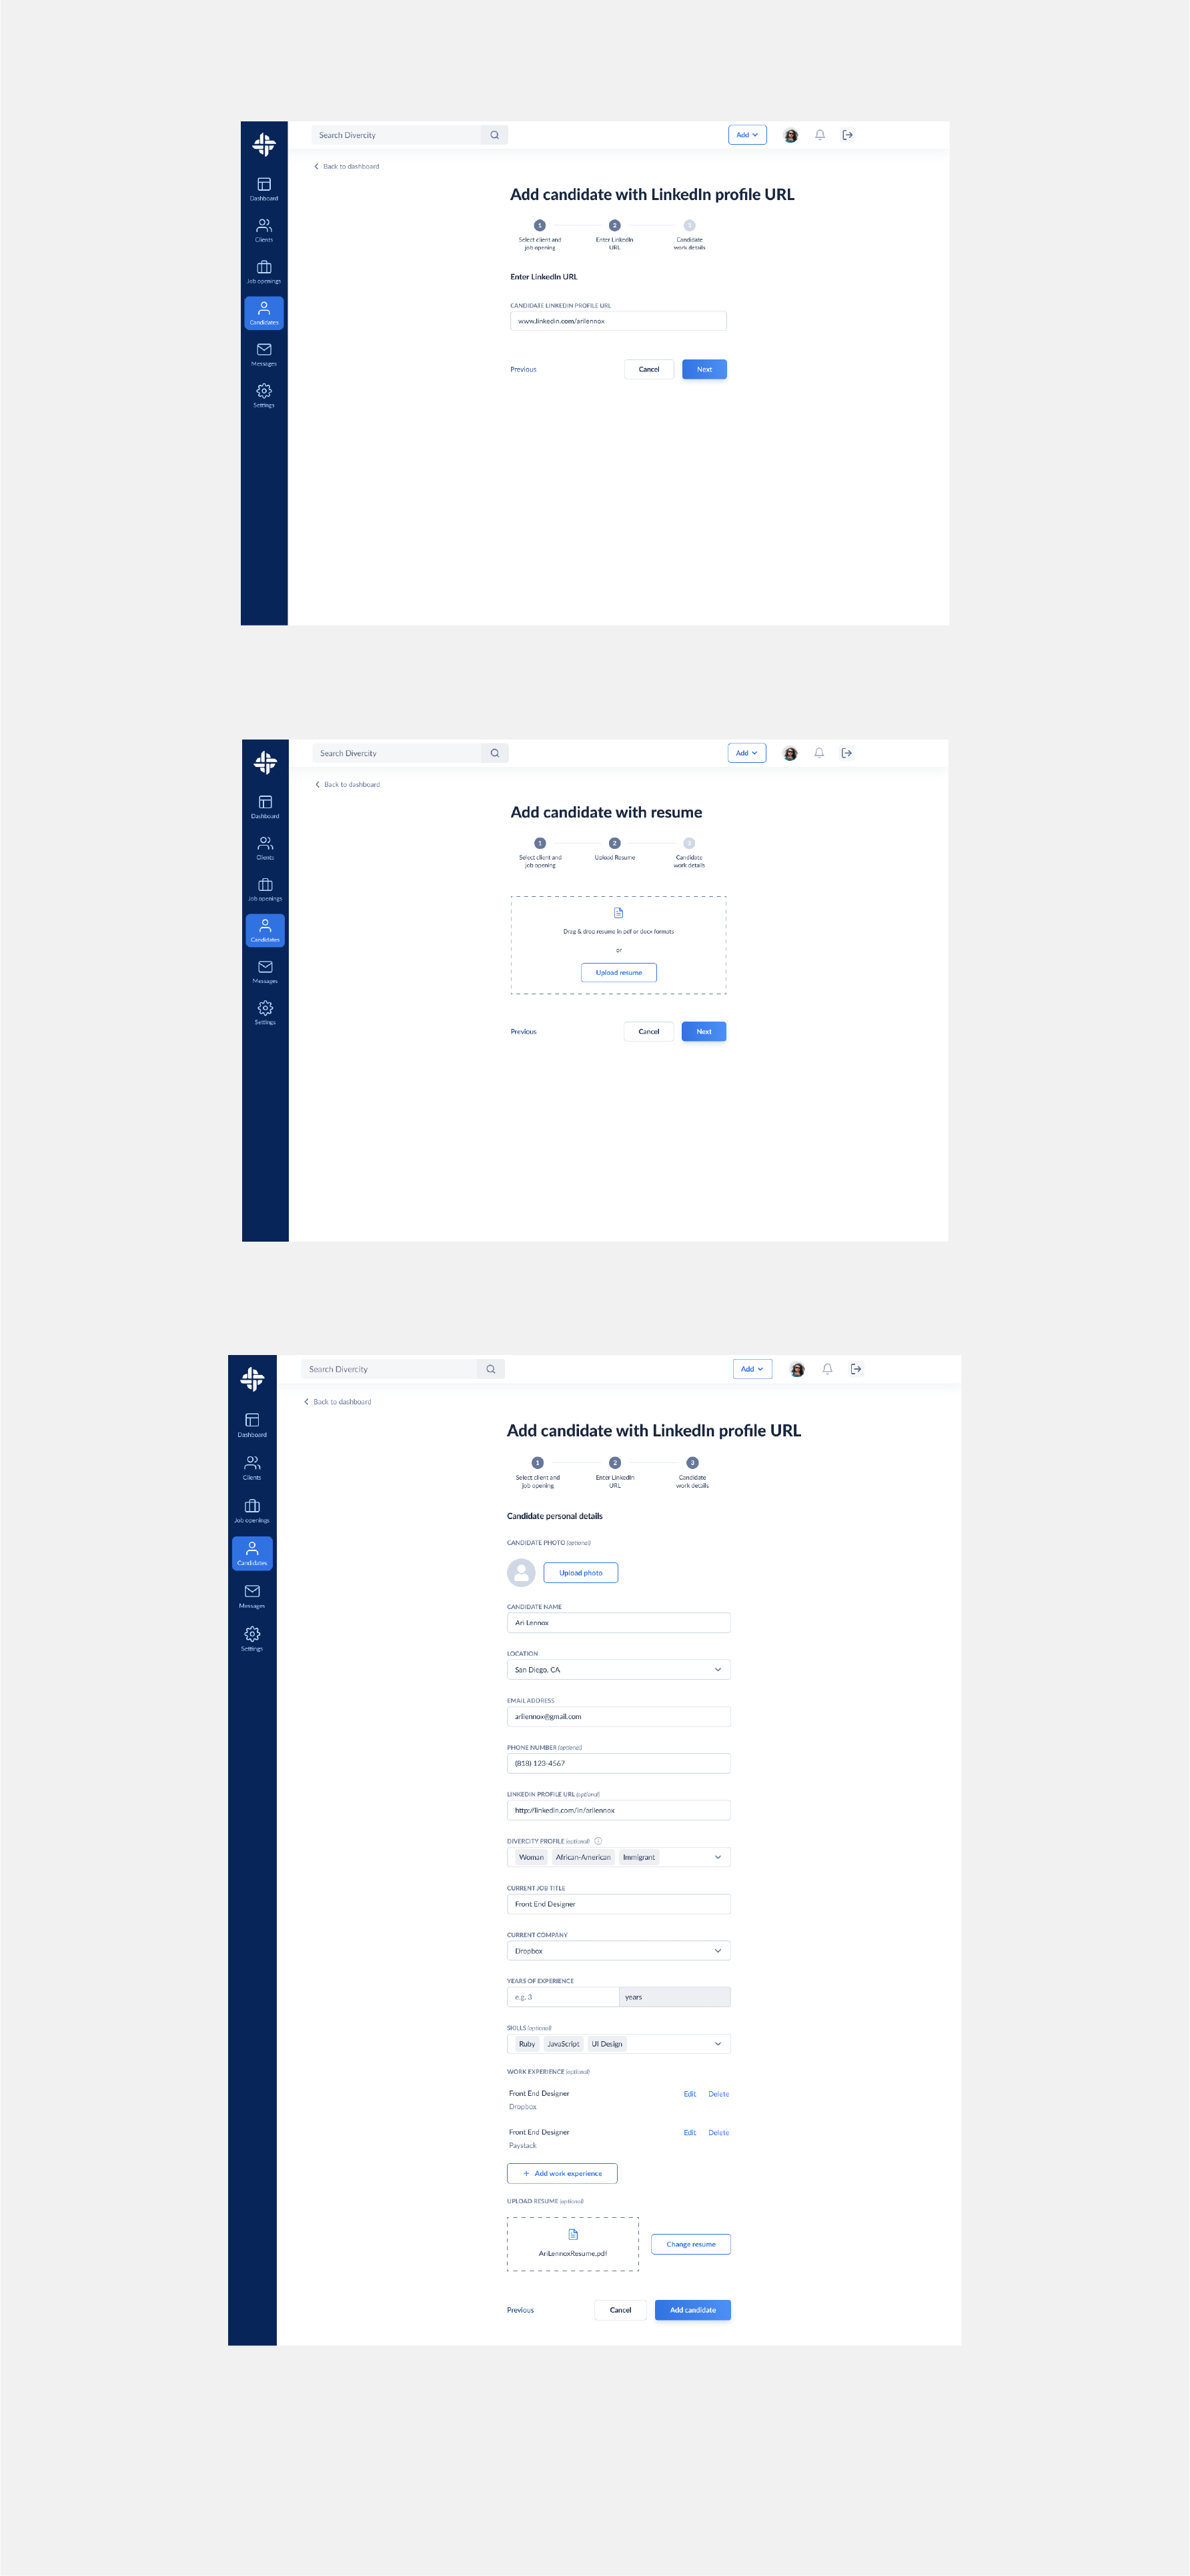 Search Divercity
Add
Back to dashboard
Dashboard
Clients
Job openings
Candidates
Messages
Settings
Add candidate with LinkedIn profile URL
1
2
3
Select client and
job opening
Enter LinkedIn
URL
Candidate
work details
Enter LinkedIn URL
CANDIDATE LINKEDIN PROFILE URL
www.linkedin.com/arilennox
Previous
Cancel
Next
Search Divercity
Add
Back to dashboard
Dashboard
Clients
Job openings
Candidates
Messages
Settings
Add candidate with resume
1
2
3
Select client and
job opening
Upload Resume
Candidate
work details
Drag & drop resume in pdf or docx formats
or
Upload resume
Previous
Cancel
Next
Search Divercity
Add
Back to dashboard
Dashboard
Clients
Job openings
Candidates
Messages
Settings
Add candidate with LinkedIn profile URL
1
2
3
Select client and
job opening
Enter LinkedIn
URL
Candidate
work details
Candidate personal details
CANDIDATE PHOTO (optional)
Upload photo
CANDIDATE NAME
Ari Lennox
LOCATION
San Diego, CA
EMAIL ADDRESS
arilennox@gmail.com
PHONE NUMBER (optional)
(818) 123-4567
LINKEDIN PROFILE URL (optional)
http://linkedin.com/in/arilennox
DIVERCITY PROFILE (optional)
Woman African-American Immigrant
CURRENT JOB TITLE
Front End Designer
CURRENT COMPANY
Dropbox
YEARS OF EXPERIENCE
e.g. 3 years
SKILLS (optional)
Ruby JavaScript UI Design
WORK EXPERIENCE (optional)
Front End Designer Edit Delete
Dropbox
Front End Designer Edit Delete
Paystack
+ Add work experience
UPLOAD RESUME (optional)
AriLennoxResume.pdf
Change resume
Previous
Cancel
Add candidate